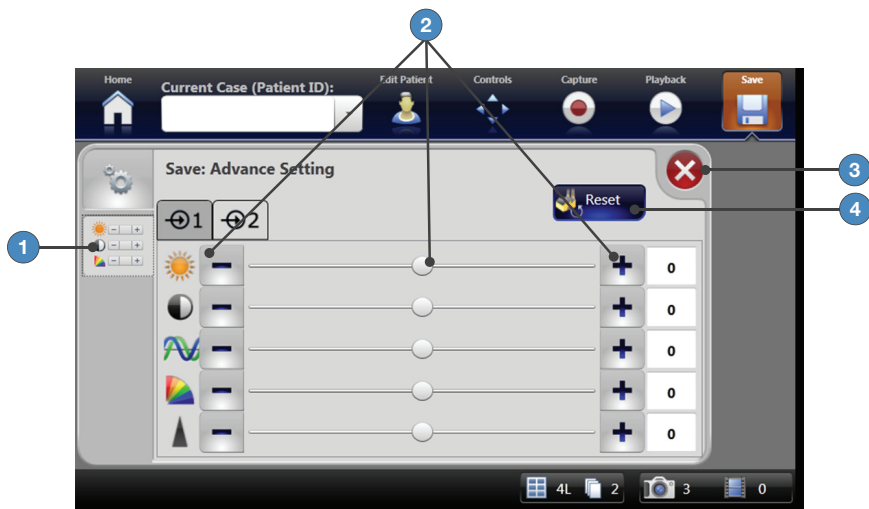 2
Home
Current Case (Patient ID):
Edit Patient
Controls
Capture
Playback
Save
Save: Advance Setting
3
Reset
4
1 2
1
0
0
0
0
0
4L 2 3 0